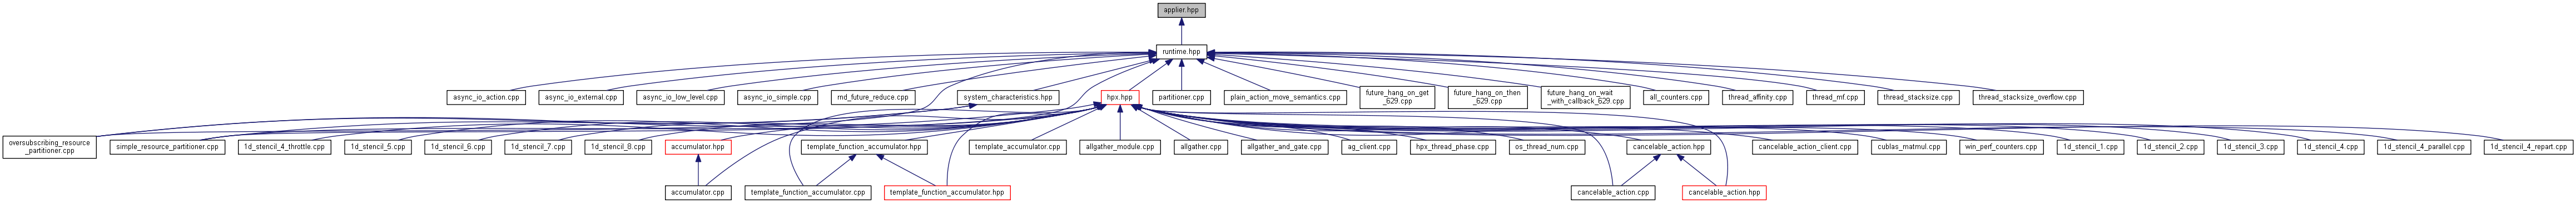 applier.hpp
runtime.hpp
async_io_action.cpp
async_io_external.cpp
async_io_low_level.cpp
async_io_simple.cpp
rnd_future_reduce.cpp
system_characteristics.hpp
hpx.hpp
partitioner.cpp
plain_action_move_semantics.cpp
future_hang_on_get
_629.cpp
future_hang_on_then
_629.cpp
future_hang_on_wait
_with_callback_629.cpp
all_counters.cpp
thread_affinity.cpp
thread_mf.cpp
thread_stacksize.cpp
thread_stacksize_overflow.cpp
oversubscribing_resource
_partitioner.cpp
simple_resource_partitioner.cpp
1d_stencil_4_throttle.cpp
1d_stencil_5.cpp
1d_stencil_6.cpp
1d_stencil_7.cpp
1d_stencil_8.cpp
accumulator.hpp
template_function_accumulator.hpp
template_accumulator.cpp
allgather_module.cpp
allgather.cpp
allgather_and_gate.cpp
ag_client.cpp
hpx_thread_phase.cpp
os_thread_num.cpp
cancelable_action.hpp
cancelable_action_client.cpp
cublas_matmul.cpp
win_perf_counters.cpp
1d_stencil_1.cpp
1d_stencil_2.cpp
1d_stencil_3.cpp
1d_stencil_4.cpp
1d_stencil_4_parallel.cpp
1d_stencil_4_repart.cpp
accumulator.cpp
template_function_accumulator.cpp
template_function_accumulator.hpp
cancelable_action.cpp
cancelable_action.hpp